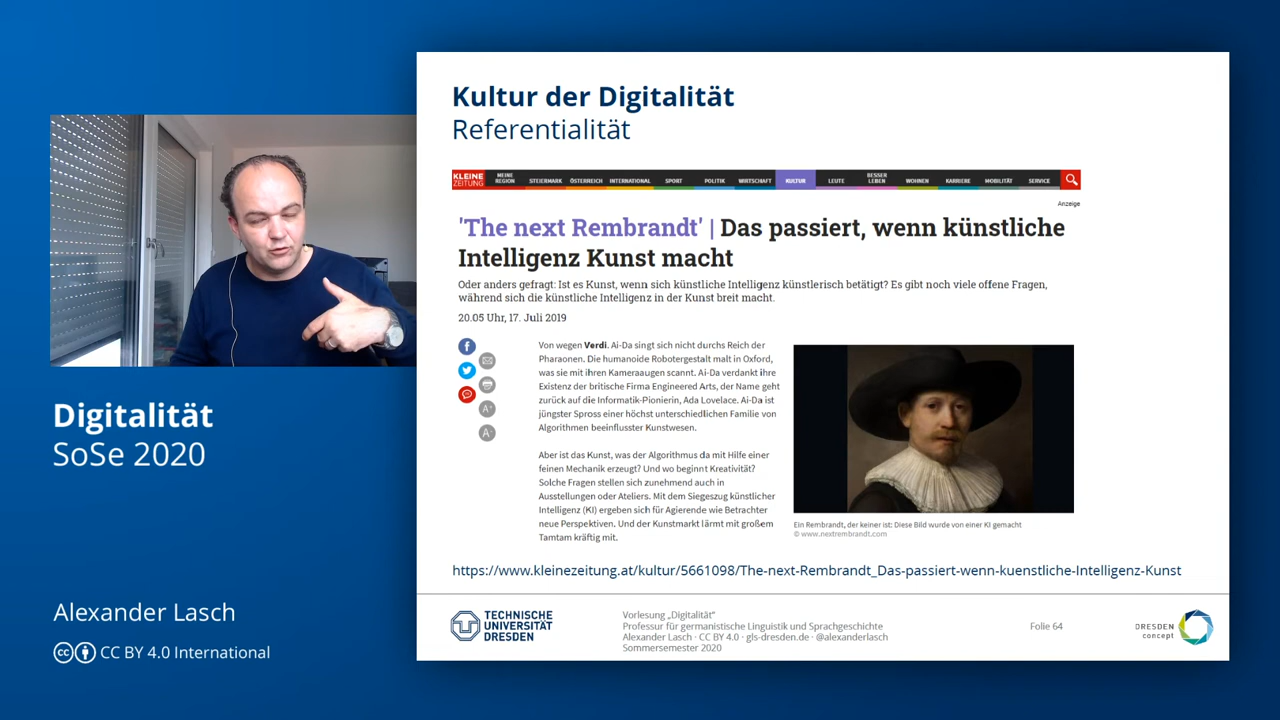 Kultur der Digitalität
Referentialität
KLEINE
ZEITUNG
MEINE
REGION
STEIERMARK
ÖSTERREICH
INTERNATIONAL
SPORT
POLITIK
WIRTSCHAFT
KULTUR
LEUTE
BESSER
LEBEN
WOHNEN
KARRIERE
MOBILITÄT
SERVICE
Anzeige
'The next Rembrandt' | Das passiert, wenn künstliche
Intelligenz Kunst macht
Oder anders gefragt: Ist es Kunst, wenn sich künstliche Intelligenz künstlerisch betätigt? Es gibt noch viele offene Fragen,
während sich die künstliche Intelligenz in der Kunst breit macht.
20.05 Uhr, 17. Juli 2019
Von wegen Verdi. Ai-Da singt sich nicht durchs Reich der
Pharaonen. Die humanoide Robotergestalt malt in Oxford,
was sie mit ihren Kameraaugen scannt. Ai-Da verdankt ihre
Existenz der britische Firma Engineered Arts, der Name geht
zurück auf die Informatik-Pionierin, Ada Lovelace. Ai-Da ist
jüngster Spross einer höchst unterschiedlichen Familie von
Algorithmen beeinflusster Kunstwesen.
Aber ist das Kunst, was der Algorithmus da mit Hilfe einer
feinen Mechanik erzeugt? Und wo beginnt Kreativität?
Solche Fragen stellen sich zunehmend auch in
Ausstellungen oder Ateliers. Mit dem Siegeszug künstlicher
Intelligenz (KI) ergeben sich für Agierende wie Betrachter
neue Perspektiven. Und der Kunstmarkt lärmt mit großem
Tamtam kräftig mit.
A+
A-
Ein Rembrandt, der keiner ist: Diese Bild wurde von einer KI gemacht
© www.nextrembrandt.com
https://www.kleinezeitung.at/kultur/5661098/The-next-Rembrandt_Das-passiert-wenn-kuenstliche-Intelligenz-Kunst
TECHNISCHE
UNIVERSITÄT
DRESDEN
Vorlesung „Digitalität“
Professur für germanistische Linguistik und Sprachgeschichte
Alexander Lasch · CC BY 4.0 · gls-dresden.de · @alexanderlasch
Sommersemester 2020
Folie 64
DRESDEN
concept
Digitalität
SoSe 2020
Alexander Lasch
cc CC BY 4.0 International